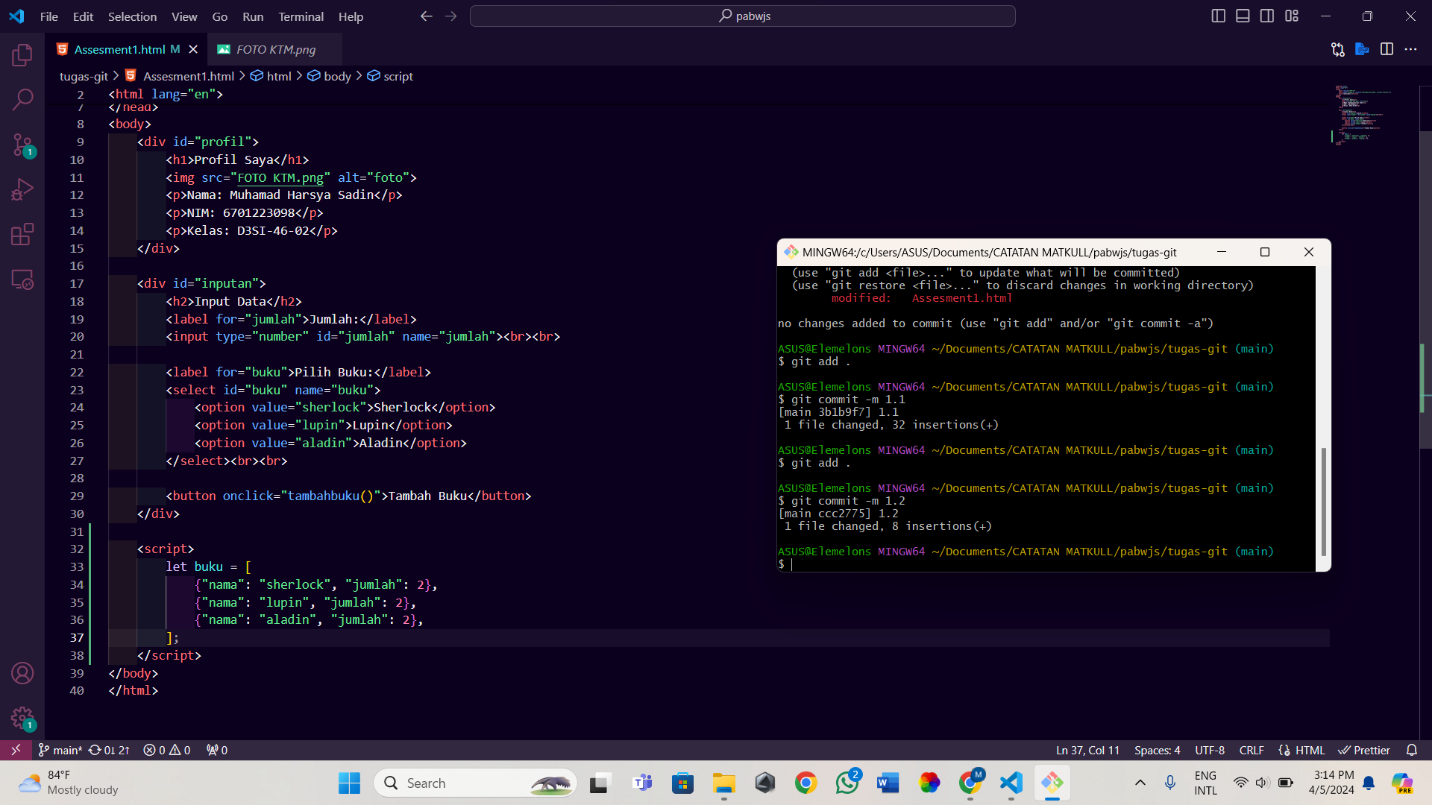 File Edit Selection View Go Run Terminal Help
pabwjs
Assesment1.html M
FOTO KTM.png
tugas-git > Assesment1.html > html > body > script
2 <html lang="en">
7 </head>
8 <body>
9 <div id="profil">
10 <h1>Profil Saya</h1>
11 <img src="FOTO KTM.png" alt="foto">
12 <p>Nama: Muhamad Harsya Sadin</p>
13 <p>NIM: 6701223098</p>
14 <p>Kelas: D3SI-46-02</p>
15 </div>
16
17 <div id="inputan">
18 <h2>Input Data</h2>
19 <label for="jumlah">Jumlah:</label>
20 <input type="number" id="jumlah" name="jumlah"><br><br>
21
22 <label for="buku">Pilih Buku:</label>
23 <select id="buku" name="buku">
24 <option value="sherlock">Sherlock</option>
25 <option value="lupin">Lupin</option>
26 <option value="aladin">Aladin</option>
27 </select><br><br>
28
29 <button onclick="tambahbuku()">Tambah Buku</button>
30 </div>
31
32 <script>
33 let buku = [
34 {"nama": "sherlock", "jumlah": 2},
35 {"nama": "lupin", "jumlah": 2},
36 {"nama": "aladin", "jumlah": 2},
37 ];
38 </script>
39 </body>
40 </html>
MINGW64:/c/Users/ASUS/Documents/CATATAN MATKULL/pabwjs/tugas-git
(use "git add <file>..." to update what will be committed)
(use "git restore <file>..." to discard changes in working directory)
modified: Assesment1.html
no changes added to commit (use "git add" and/or "git commit -a")
ASUS@Elemelons MINGW64 ~/Documents/CATATAN MATKULL/pabwjs/tugas-git (main)
$ git add .
ASUS@Elemelons MINGW64 ~/Documents/CATATAN MATKULL/pabwjs/tugas-git (main)
$ git commit -m 1.1
[main 3b1b9f7] 1.1
1 file changed, 32 insertions(+)
ASUS@Elemelons MINGW64 ~/Documents/CATATAN MATKULL/pabwjs/tugas-git (main)
$ git add .
ASUS@Elemelons MINGW64 ~/Documents/CATATAN MATKULL/pabwjs/tugas-git (main)
$ git commit -m 1.2
[main ccc2775] 1.2
1 file changed, 8 insertions(+)
ASUS@Elemelons MINGW64 ~/Documents/CATATAN MATKULL/pabwjs/tugas-git (main)
$
1
1
main* 0↓ 2↑ 0 0 0
Ln 37, Col 11 Spaces: 4 UTF-8 CRLF HTML Prettier
84°F
Mostly cloudy
Search
2
M
ENG
INTL
3:14 PM
4/5/2024
PRE